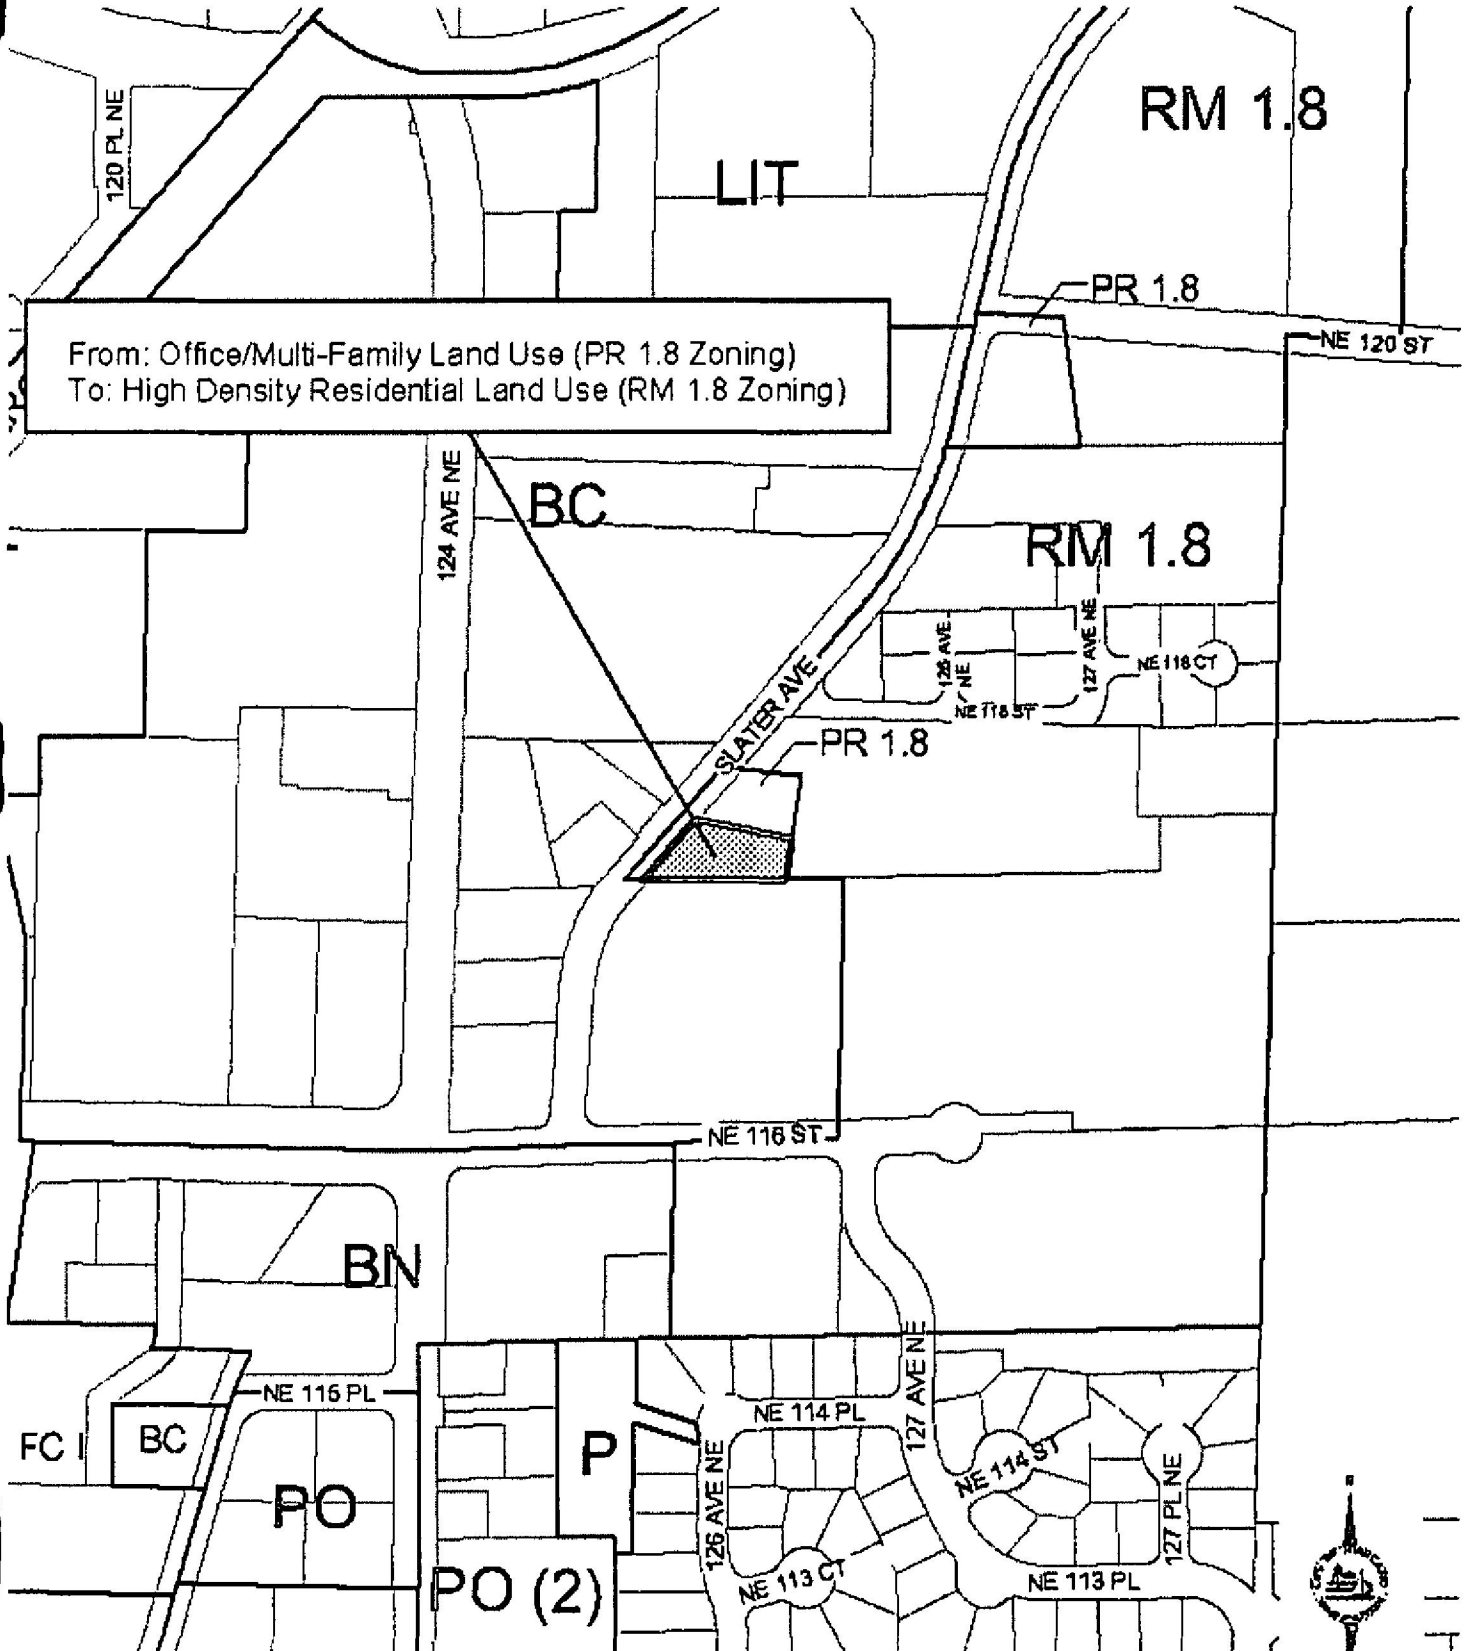 RM 1.8
120 PL NE
LIT
PR 1.8
NE 120 ST
From: Office/Multi-Family Land Use (PR 1.8 Zoning)
To: High Density Residential Land Use (RM 1.8 Zoning)
124 AVE NE
BC
RM 1.8
126 AVE
NE
127 AVE NE
NE 118 CT
NE 118 ST
SLATER AVE
PR 1.8
NE 116 ST
BN
127 AVE NE
NE 115 PL
NE 114 PL
FC I
BC
P
NE 114 ST
PO
126 AVE NE
127 PL NE
PO (2)
NE 113 CT
NE 113 PL